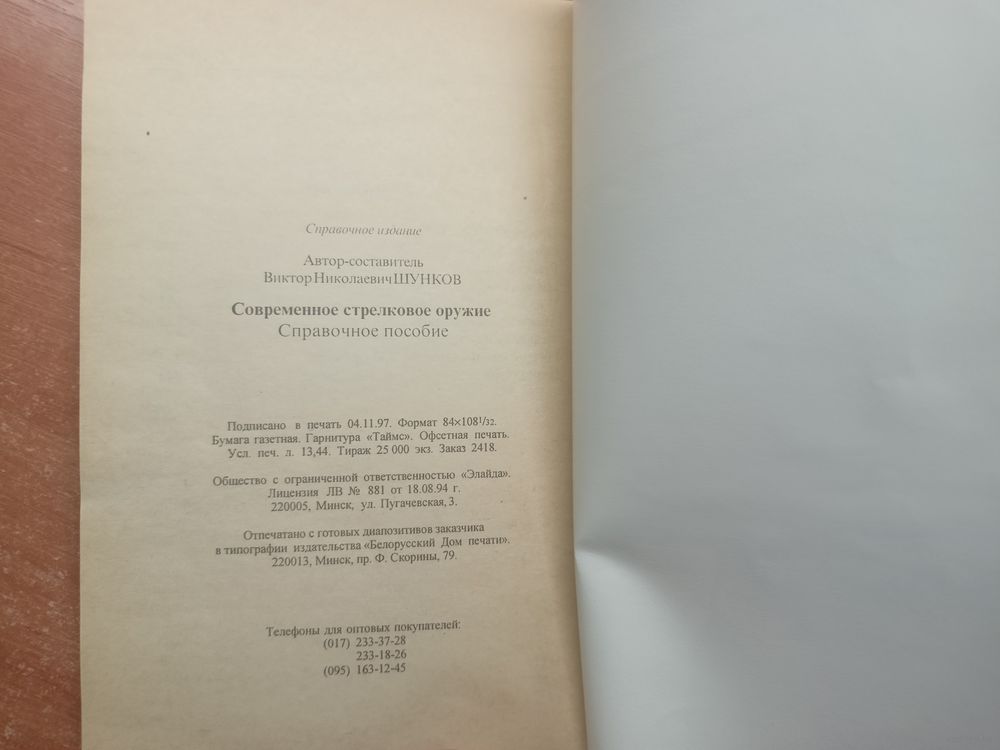 Справочное издание
Автор-составитель
Виктор Николаевич ШУНКОВ
Современное стрелковое оружие
Справочное пособие
Подписано в печать 04.11.97. Формат 84×108¹/₃₂.
Бумага газетная. Гарнитура «Таймс». Офсетная печать.
Усл. печ. л. 13,44. Тираж 25 000 экз. Заказ 2418.
Общество с ограниченной ответственностью «Элайда».
Лицензия ЛВ № 881 от 18.08.94 г.
220005, Минск, ул. Пугачевская, 3.
Отпечатано с готовых диапозитивов заказчика
в типографии издательства «Белорусский Дом печати».
220013, Минск, пр. Ф. Скорины, 79.
Телефоны для оптовых покупателей:
(017) 233-37-28
233-18-26
(095) 163-12-45